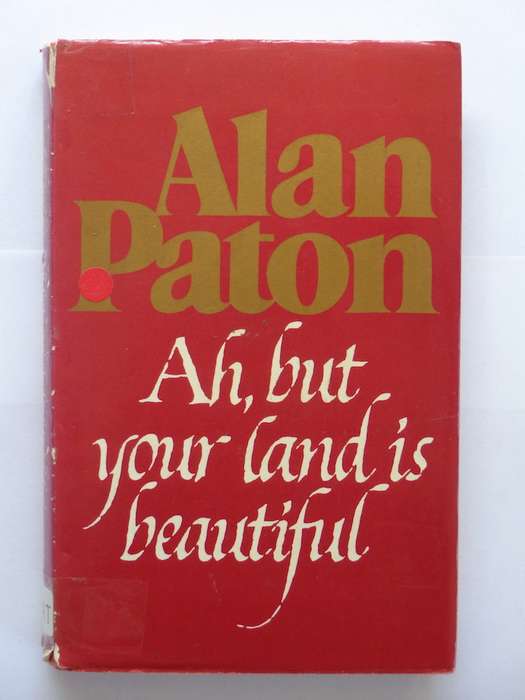 Alan
Paton
Ah, but
your land is
beautiful
T